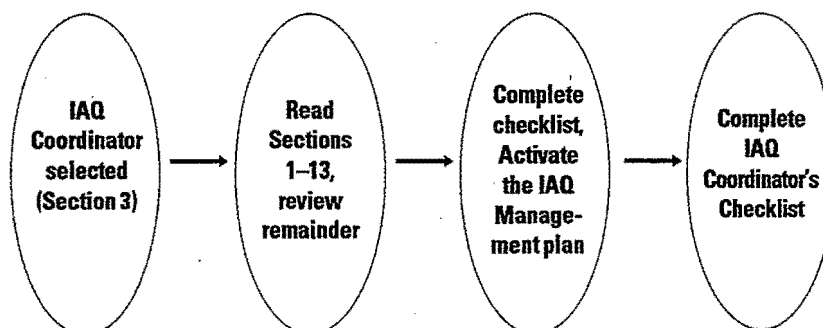 IAQ
Coordinator
selected
(Section 3)
Read
Sections
1–13,
review
remainder
Complete
checklist,
Activate
the IAQ
Manage-
ment plan
Complete
IAQ
Coordinator's
Checklist